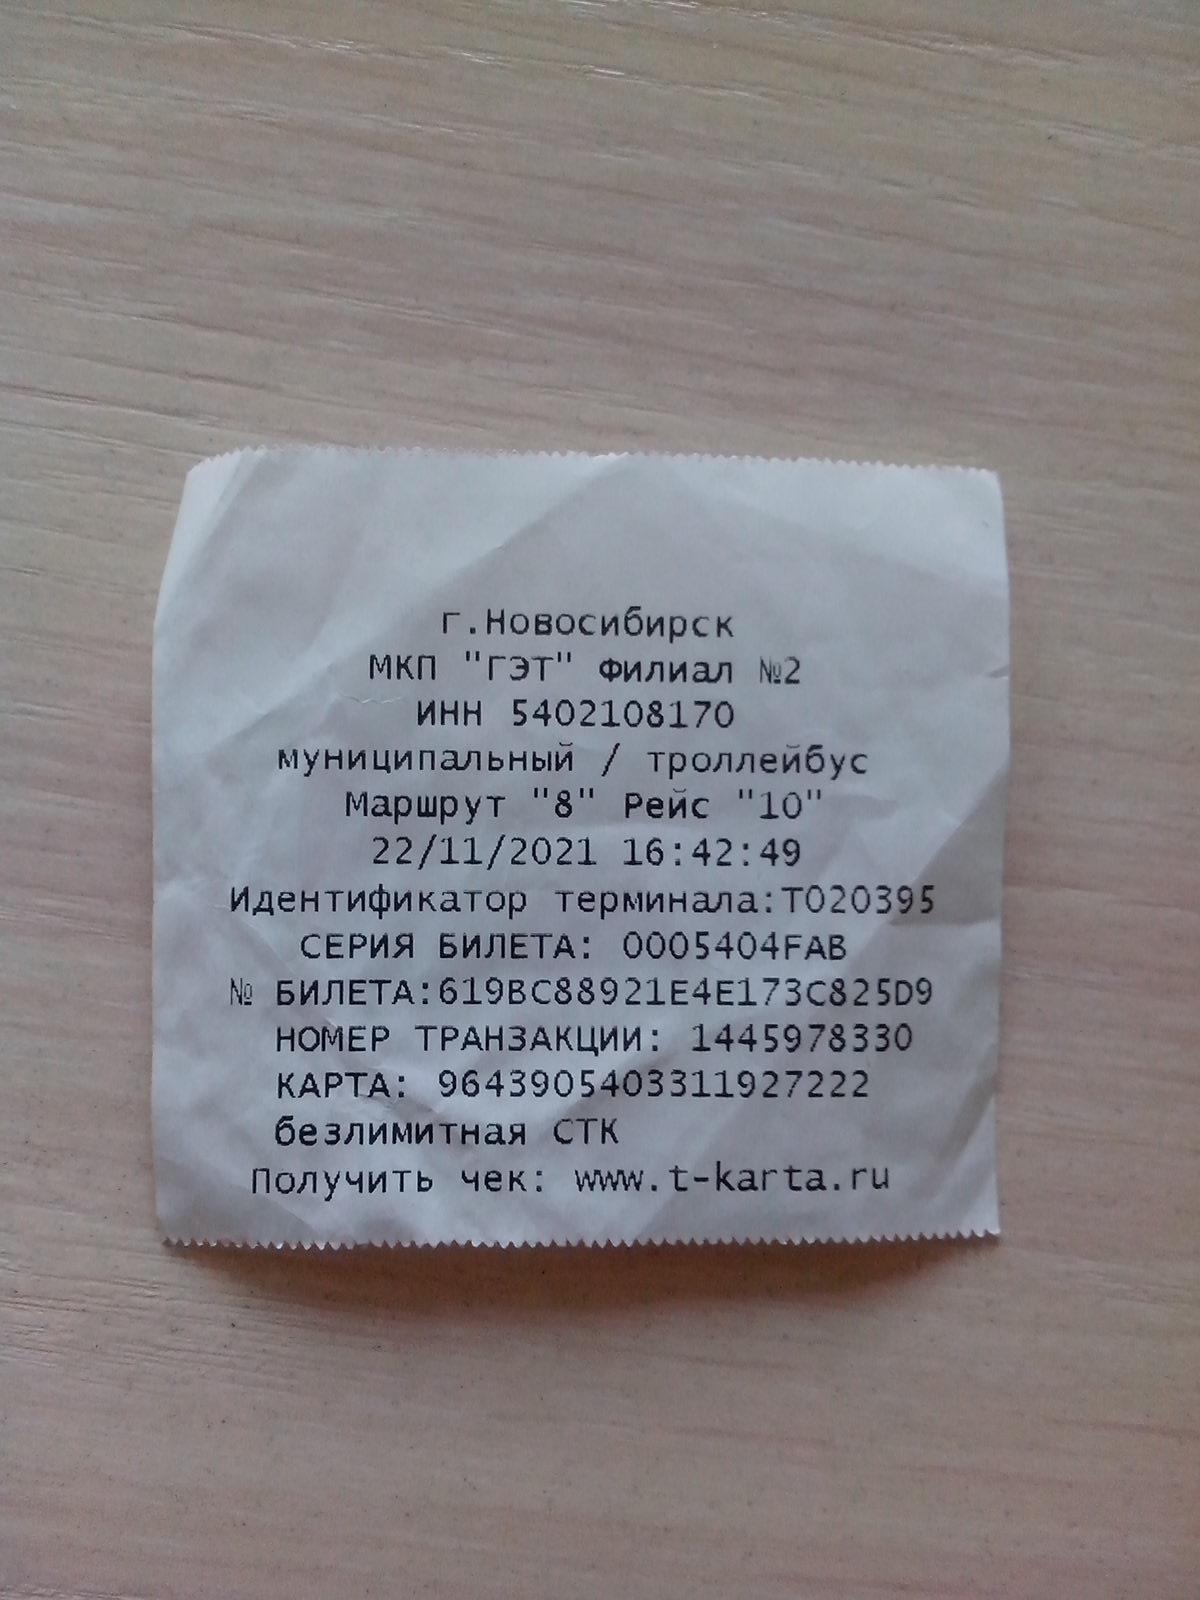 г.Новосибирск
МКП "ГЭТ" Филиал №2
ИНН 5402108170
муниципальный / троллейбус
Маршрут "8" Рейс "10"
22/11/2021 16:42:49
Идентификатор терминала:Т020395
СЕРИЯ БИЛЕТА: 0005404FAB
№ БИЛЕТА:619BC88921E4E173C825D9
НОМЕР ТРАНЗАКЦИИ: 1445978330
КАРТА: 9643905403311927222
безлимитная СТК
Получить чек: www.t-karta.ru